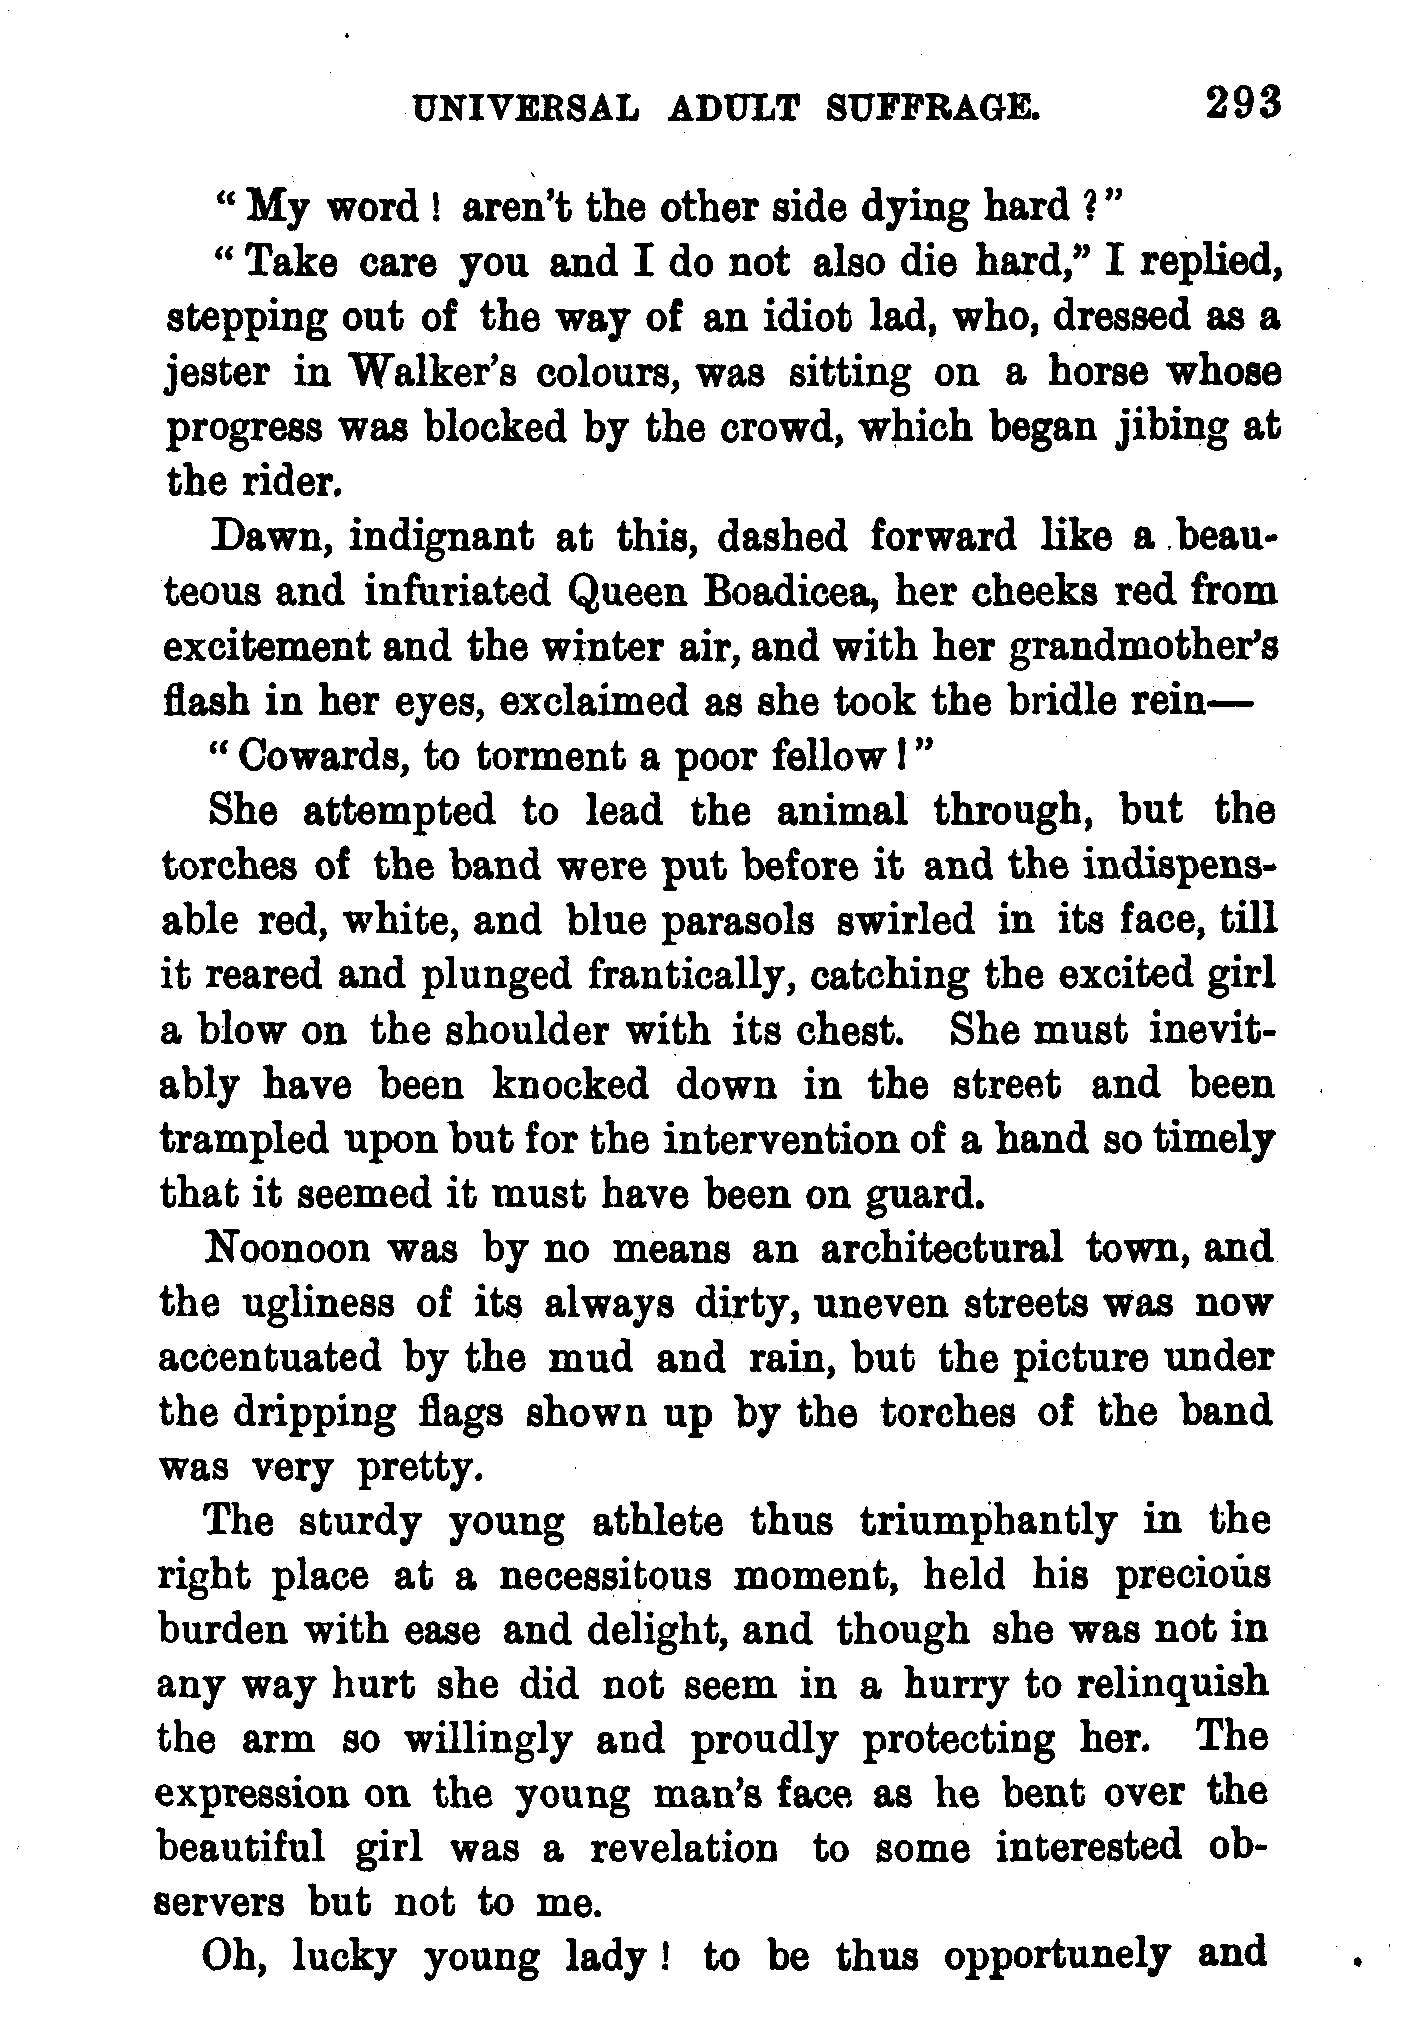 UNIVERSAL ADULT SUFFRAGE. 293
"My word! aren't the other side dying hard?"
"Take care you and I do not also die hard," I replied,
stepping out of the way of an idiot lad, who, dressed as a
jester in Walker's colours, was sitting on a horse whose
progress was blocked by the crowd, which began jibing at
the rider.
Dawn, indignant at this, dashed forward like a beau-
teous and infuriated Queen Boadicea, her cheeks red from
excitement and the winter air, and with her grandmother's
flash in her eyes, exclaimed as she took the bridle rein—
"Cowards, to torment a poor fellow!"
She attempted to lead the animal through, but the
torches of the band were put before it and the indispens-
able red, white, and blue parasols swirled in its face, till
it reared and plunged frantically, catching the excited girl
a blow on the shoulder with its chest. She must inevit-
ably have been knocked down in the street and been
trampled upon but for the intervention of a hand so timely
that it seemed it must have been on guard.
Noonoon was by no means an architectural town, and
the ugliness of its always dirty, uneven streets was now
accentuated by the mud and rain, but the picture under
the dripping flags shown up by the torches of the band
was very pretty.
The sturdy young athlete thus triumphantly in the
right place at a necessitous moment, held his precious
burden with ease and delight, and though she was not in
any way hurt she did not seem in a hurry to relinquish
the arm so willingly and proudly protecting her. The
expression on the young man's face as he bent over the
beautiful girl was a revelation to some interested ob-
servers but not to me.
Oh, lucky young lady! to be thus opportunely and